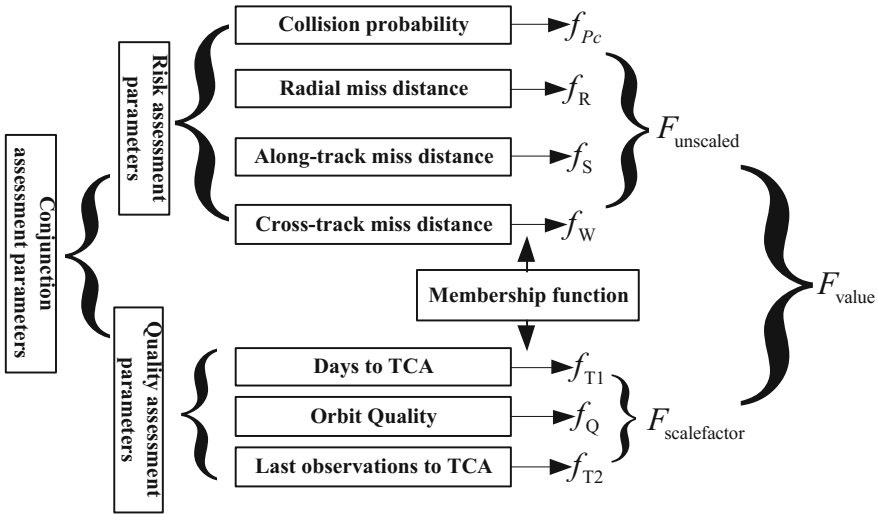 Conjunction
assessment parameters
Risk assessment
parameters
Collision probability
f_Pc
Radial miss distance
f_R
Along-track miss distance
f_S
Cross-track miss distance
f_W
F_unscaled
Membership function
F_value
Quality assessment
parameters
Days to TCA
f_T1
Orbit Quality
f_Q
Last observations to TCA
f_T2
F_scalefactor